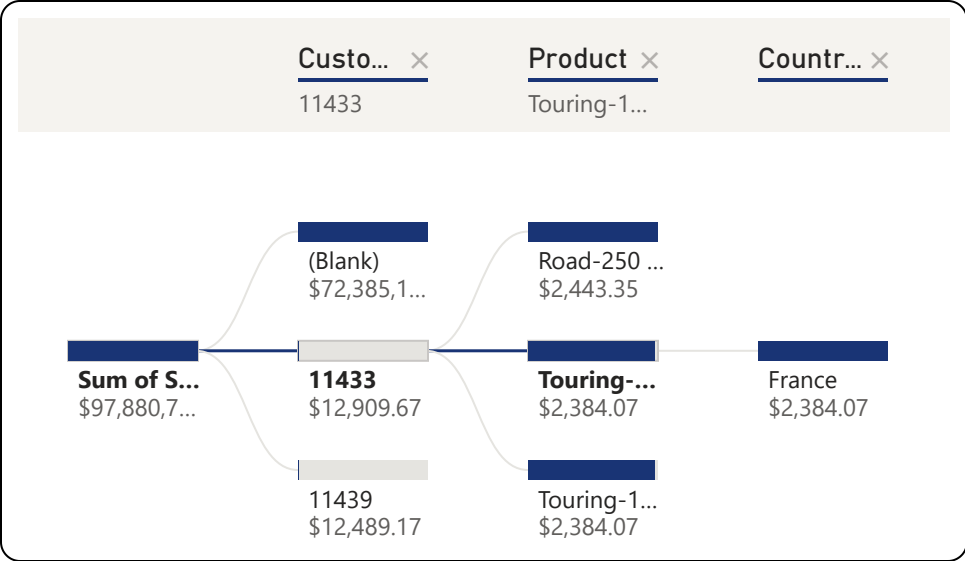 Custo...
Product
Countr...
11433
Touring-1...
(Blank)
$72,385,1...
Road-250 ...
$2,443.35
Sum of S...
$97,880,7...
11433
$12,909.67
Touring-...
$2,384.07
France
$2,384.07
11439
$12,489.17
Touring-1...
$2,384.07